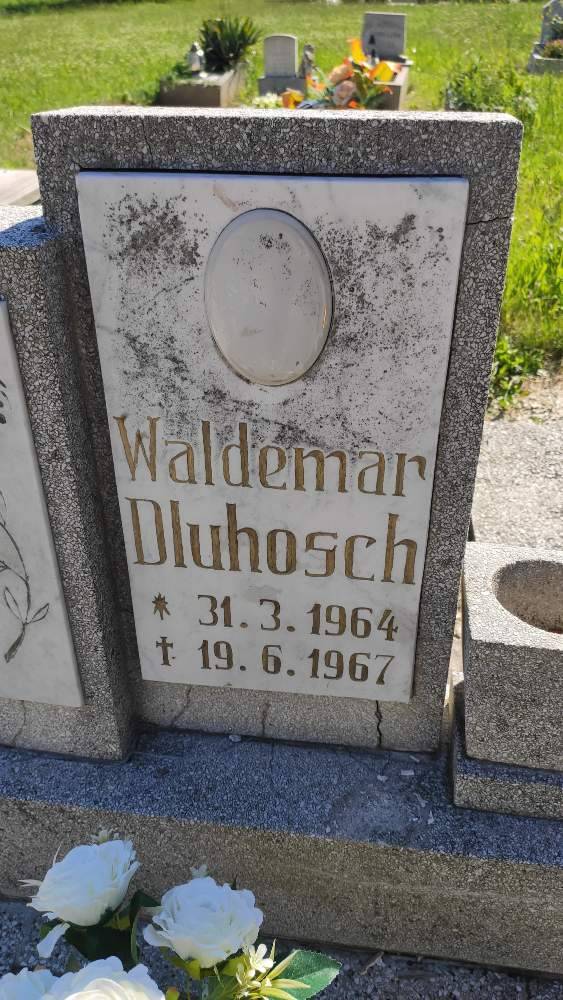 Waldemar
Dluhosch
* 31. 3. 1964
† 19. 6. 1967